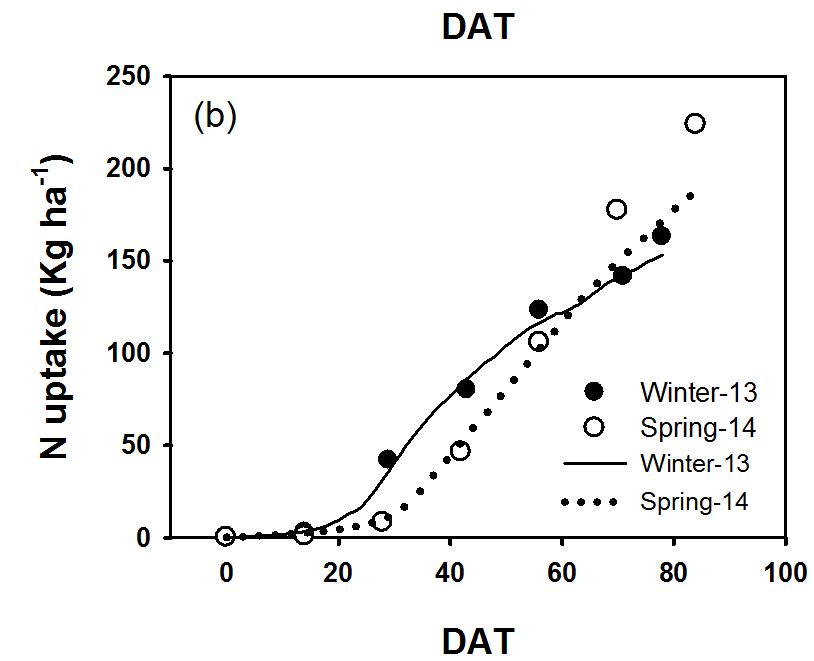 DAT
250
(b)
200
150
100
50
0
N uptake (Kg ha-1)
Winter-13
Spring-14
Winter-13
Spring-14
0 20 40 60 80 100
DAT